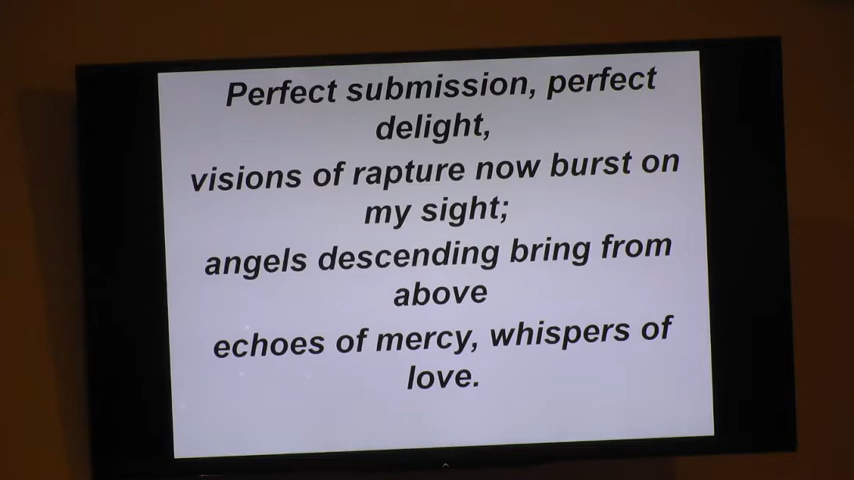 Perfect submission, perfect
delight,
visions of rapture now burst on
my sight;
angels descending bring from
above
echoes of mercy, whispers of
love.